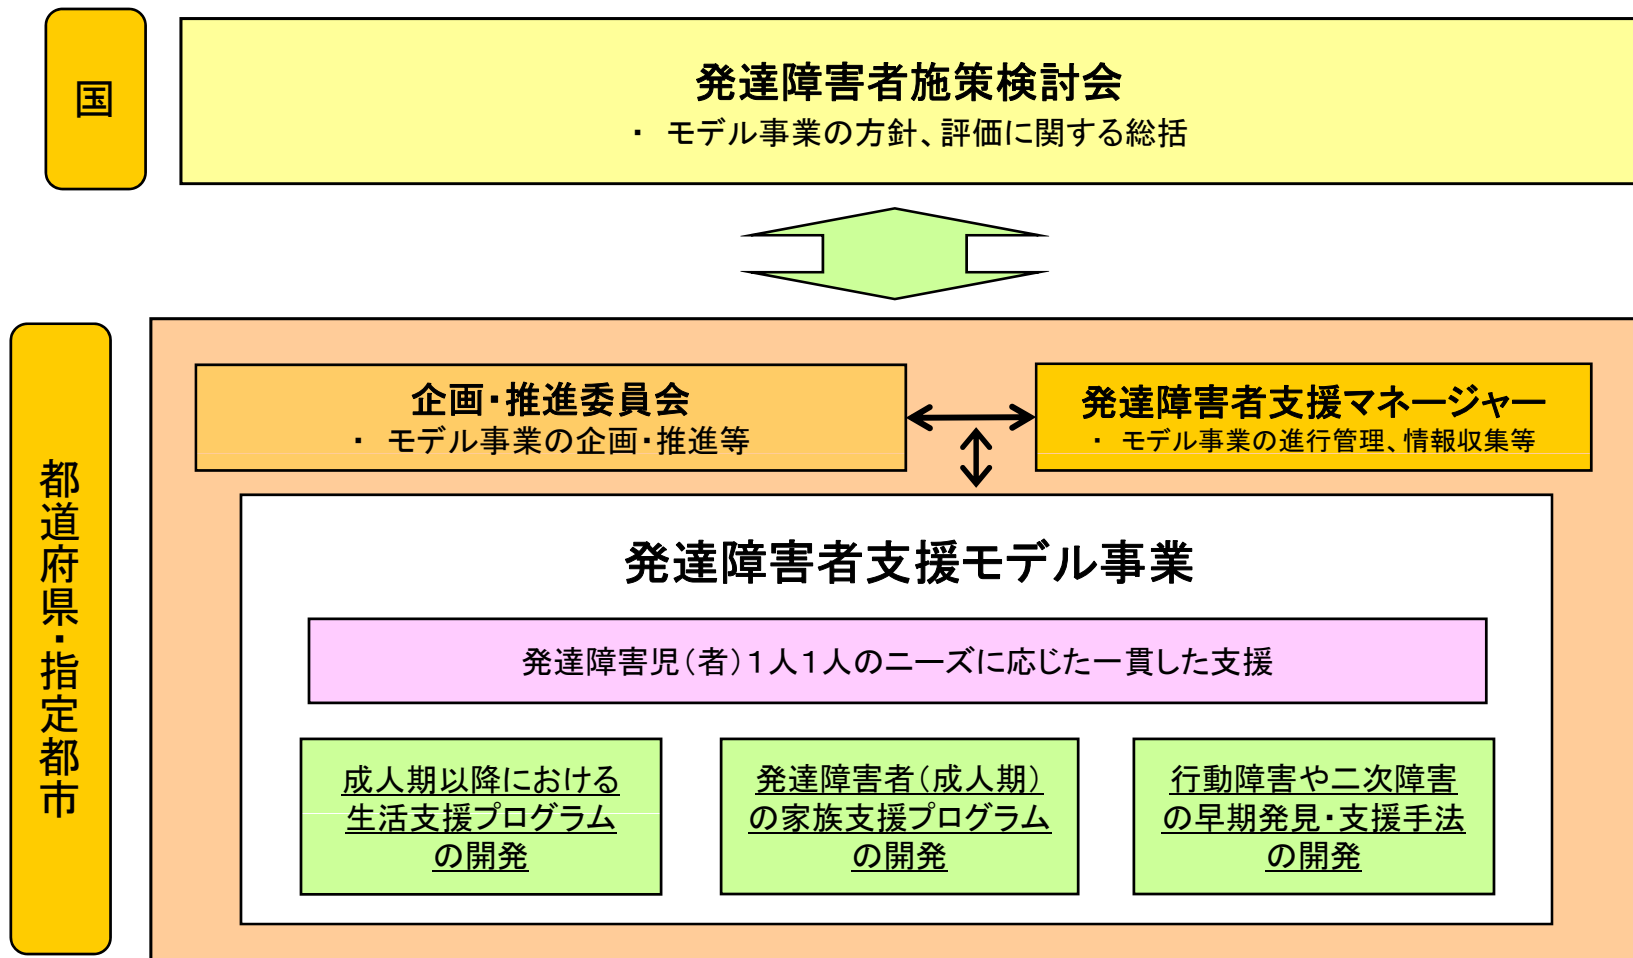 国
発達障害者施策検討会
・ モデル事業の方針、評価に関する総括
都道府県・指定都市
企画・推進委員会
・ モデル事業の企画・推進等
発達障害者支援マネージャー
・ モデル事業の進行管理、情報収集等
発達障害者支援モデル事業
発達障害児（者）１人１人のニーズに応じた一貫した支援
成人期以降における
生活支援プログラム
の開発
発達障害者（成人期）
の家族支援プログラム
の開発
行動障害や二次障害
の早期発見・支援手法
の開発